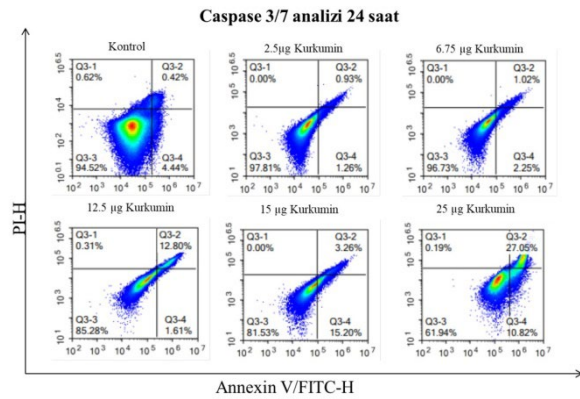 Caspase 3/7 analizi 24 saat
Kontrol
2.5µg Kurkumin
6.75 µg Kurkumin
Q3-1 Q3-2
0.62% 0.42%
Q3-3 Q3-4
94.52% 4.44%
Q3-1 Q3-2
0.00% 0.93%
Q3-3 Q3-4
97.81% 1.26%
Q3-1 Q3-2
0.00% 1.02%
Q3-3 Q3-4
96.73% 2.25%
12.5 µg Kurkumin
15 µg Kurkumin
25 µg Kurkumin
Q3-1 Q3-2
0.31% 12.80%
Q3-3 Q3-4
85.28% 1.61%
Q3-1 Q3-2
0.00% 3.26%
Q3-3 Q3-4
81.53% 15.20%
Q3-1 Q3-2
0.19% 27.05%
Q3-3 Q3-4
61.94% 10.82%
PI-H
Annexin V/FITC-H